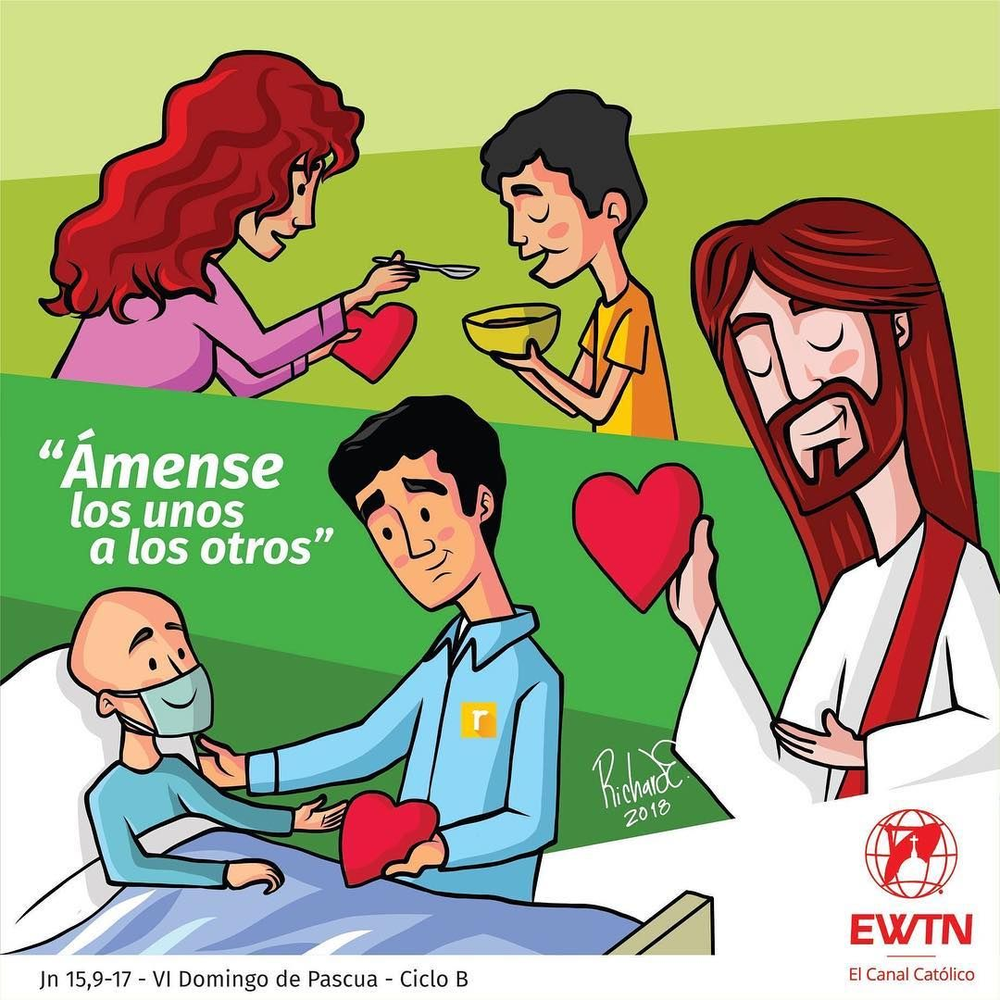 “Ámense
los unos
a los otros”
r
RichardE.
2018
EWTN
El Canal Católico
Jn 15,9-17 - VI Domingo de Pascua - Ciclo B